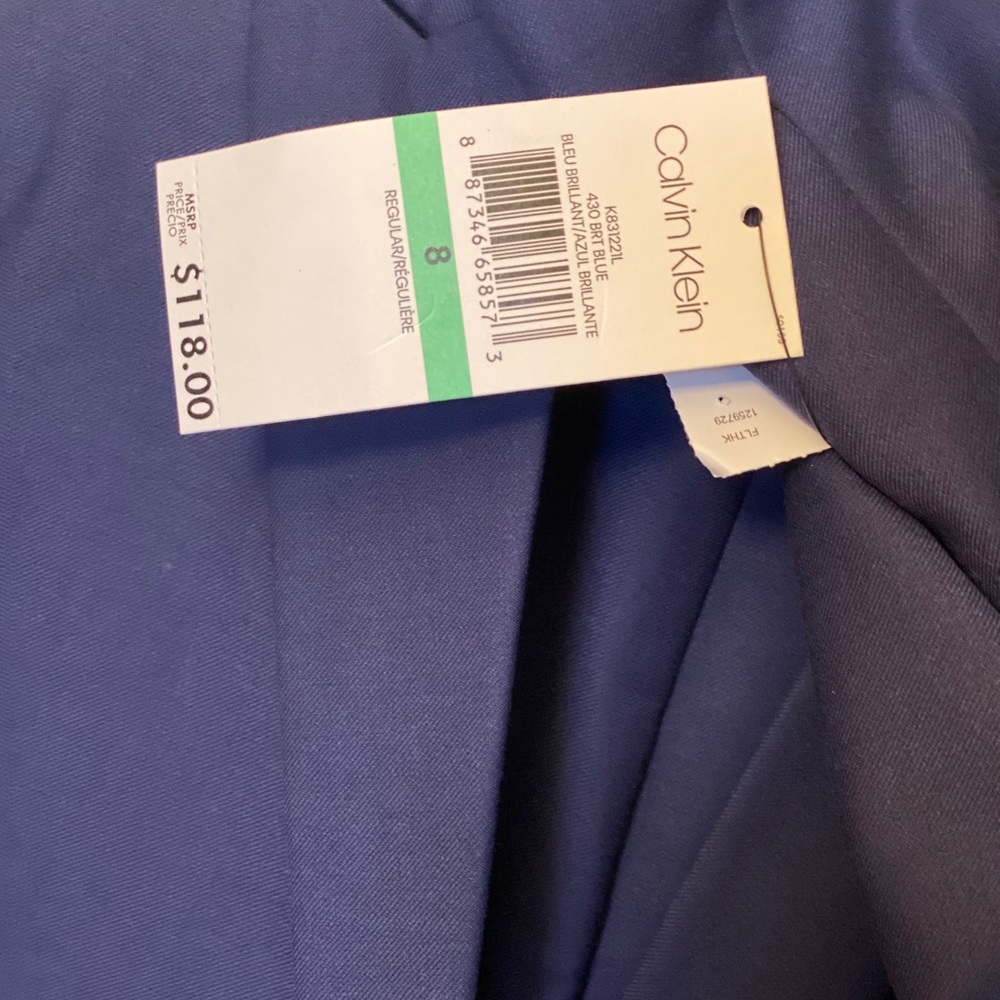 Calvin Klein
K831221L
430 BRT BLUE
BLEU BRILLANT/AZUL BRILLANTE
8 87346 65857 3
8
REGULAR/RÉGULIÈRE
MSRP
PRICE/PRIX
PRECIO
$118.00
FLTHK
1259729